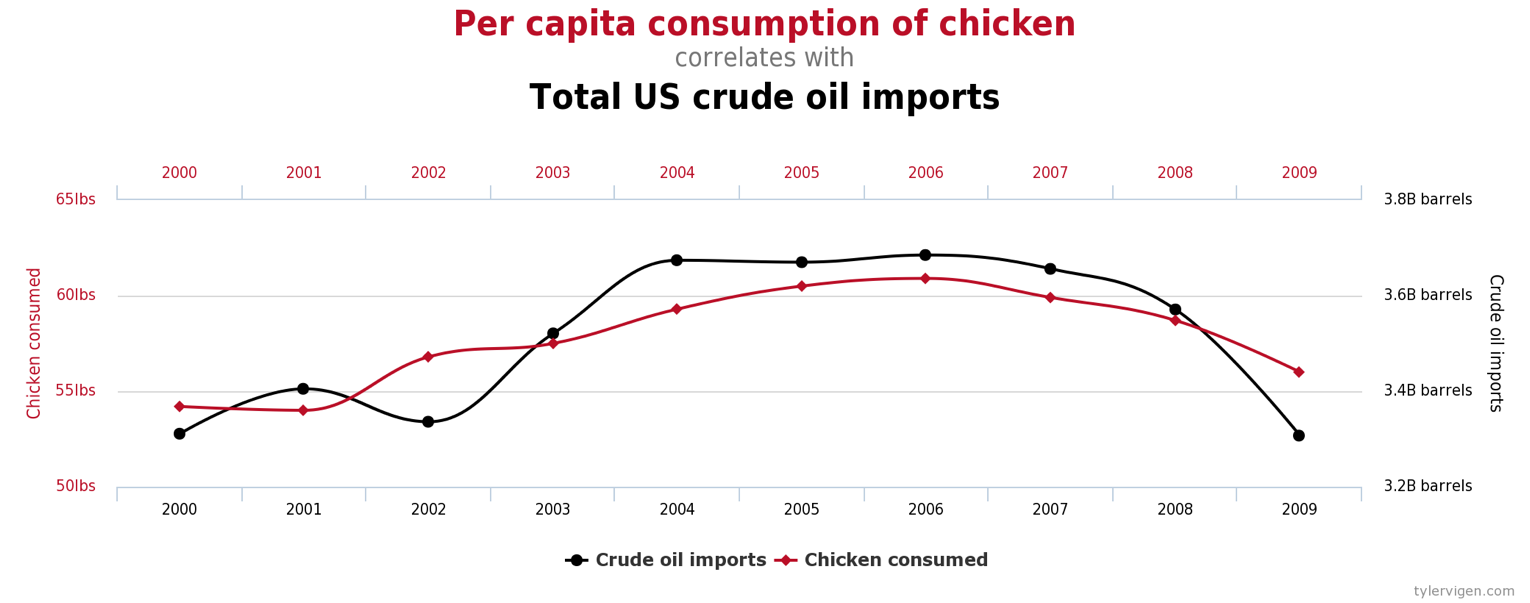 Per capita consumption of chicken
correlates with
Total US crude oil imports
2000 2001 2002 2003 2004 2005 2006 2007 2008 2009
65lbs 3.8B barrels
60lbs 3.6B barrels
55lbs 3.4B barrels
50lbs 3.2B barrels
Chicken consumed
Crude oil imports
2000 2001 2002 2003 2004 2005 2006 2007 2008 2009
Crude oil imports Chicken consumed
tylervigen.com